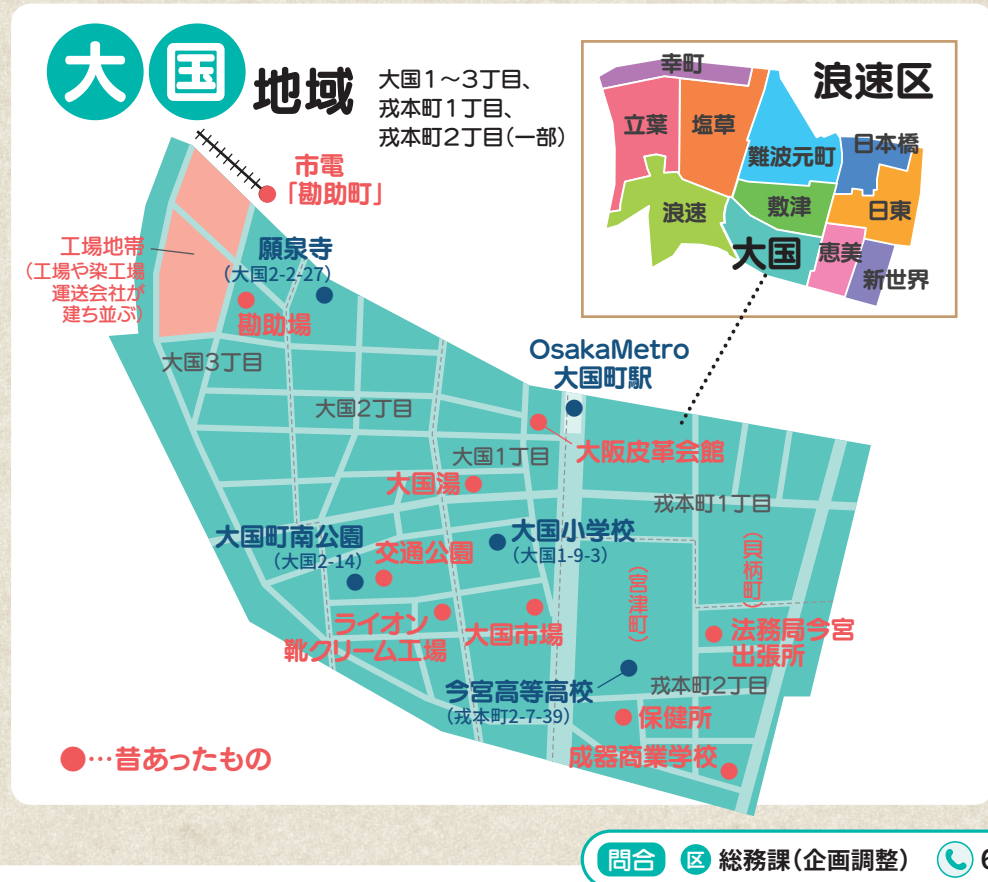 大国地域
大国1〜3丁目、
戎本町1丁目、
戎本町2丁目(一部)
浪速区
幸町
立葉
塩草
難波元町
日本橋
浪速
敷津
日東
大国
恵美
新世界
市電
「勘助町」
工場地帯
(工場や染工場
運送会社が
建ち並ぶ)
願泉寺
(大国2-2-27)
勘助場
大国3丁目
OsakaMetro
大国町駅
大国2丁目
大国1丁目
大阪皮革会館
大国湯
戎本町1丁目
大国町南公園
(大国2-14)
交通公園
大国小学校
(大国1-9-3)
(宮津町)
(貝柄町)
ライオン
靴クリーム工場
大国市場
法務局今宮
出張所
今宮高等高校
(戎本町2-7-39)
戎本町2丁目
保健所
成器商業学校
●…昔あったもの
問合 区 総務課(企画調整) 6